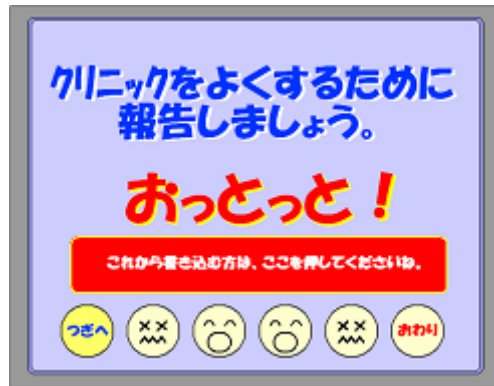 クリニックをよくするために
報告しましょう。
おっとっと！
これから書き込む方は、ここを押してくださいね。
つぎへ
おわり